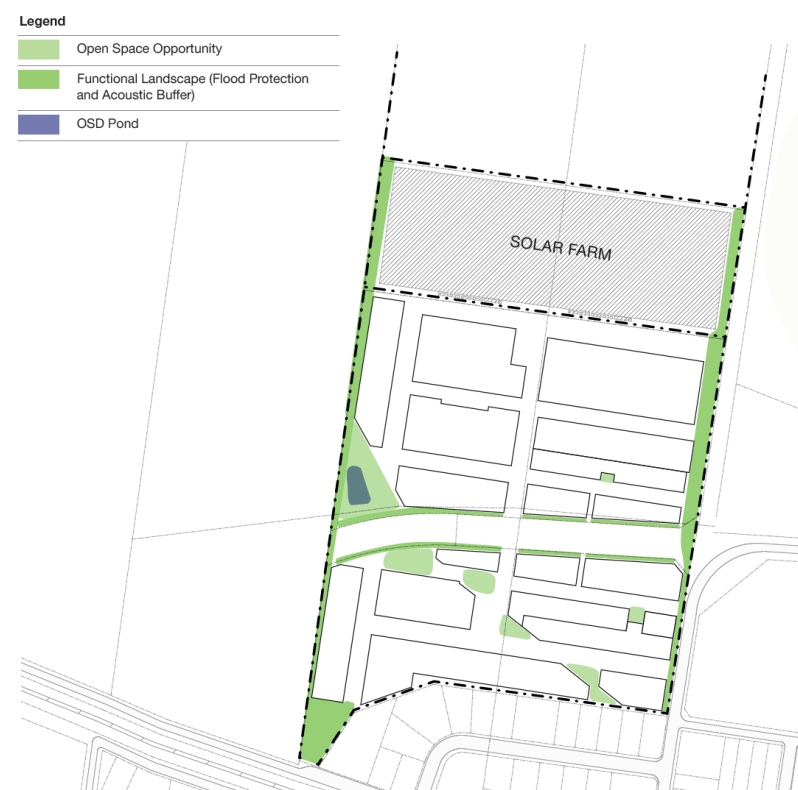 Legend
Open Space Opportunity
Functional Landscape (Flood Protection
and Acoustic Buffer)
OSD Pond
SOLAR FARM